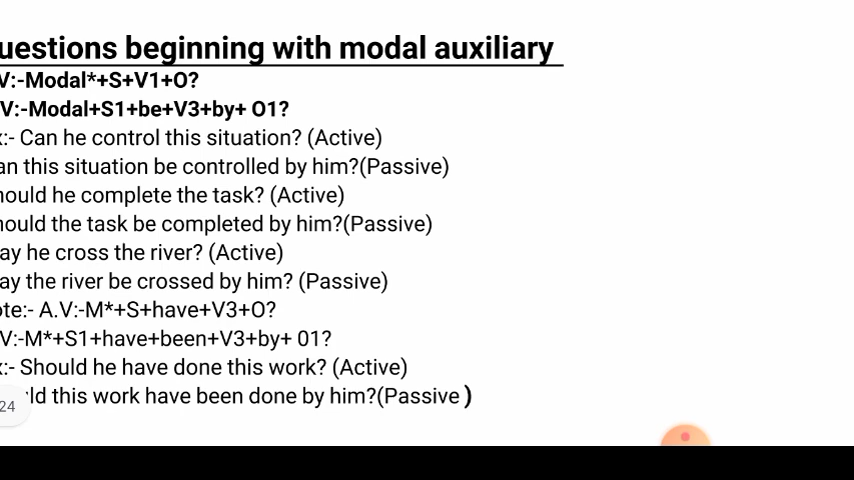 uestions beginning with modal auxiliary
V:-Modal*+S+V1+O?
V:-Modal+S1+be+V3+by+ O1?
x:- Can he control this situation? (Active)
an this situation be controlled by him?(Passive)
hould he complete the task? (Active)
hould the task be completed by him?(Passive)
ay he cross the river? (Active)
ay the river be crossed by him? (Passive)
ote:- A.V:-M*+S+have+V3+O?
V:-M*+S1+have+been+V3+by+ 01?
x:- Should he have done this work? (Active)
uld this work have been done by him?(Passive )
24